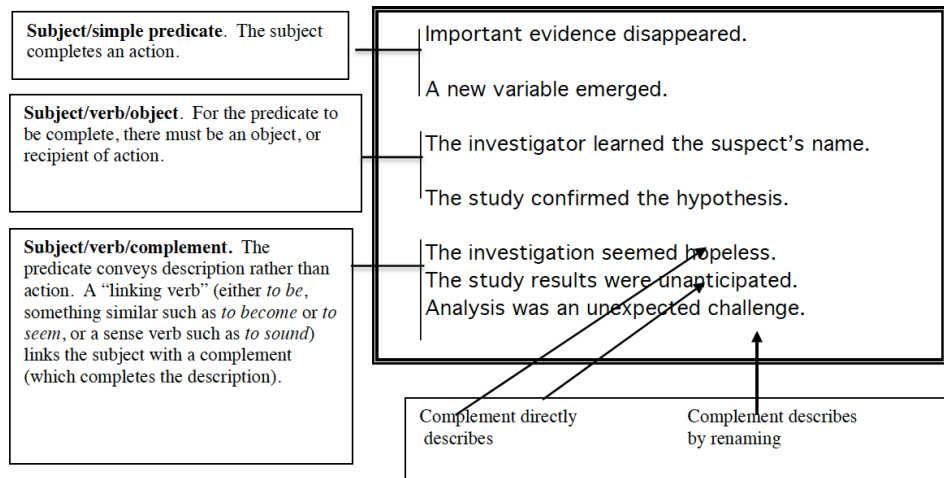 Subject/simple predicate. The subject
completes an action.
Important evidence disappeared.
A new variable emerged.
Subject/verb/object. For the predicate to
be complete, there must be an object, or
recipient of action.
The investigator learned the suspect's name.
The study confirmed the hypothesis.
Subject/verb/complement. The
predicate conveys description rather than
action. A “linking verb” (either to be,
something similar such as to become or to
seem, or a sense verb such as to sound)
links the subject with a complement
(which completes the description).
The investigation seemed hopeless.
The study results were unanticipated.
Analysis was an unexpected challenge.
Complement directly
describes
Complement describes
by renaming